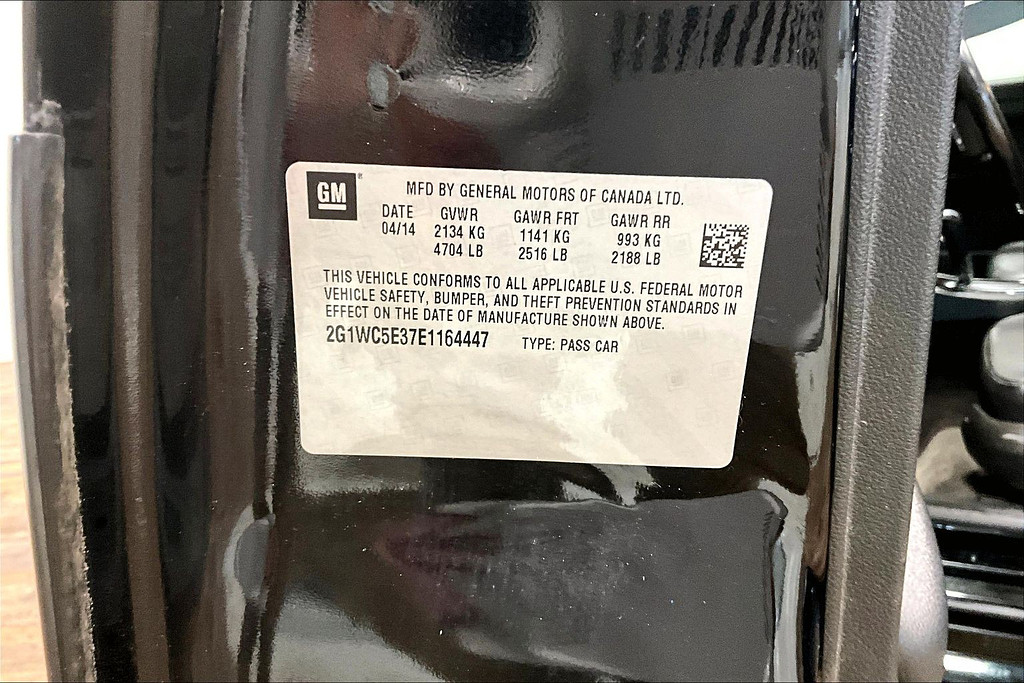 GM
MFD BY GENERAL MOTORS OF CANADA LTD.
DATE GVWR GAWR FRT GAWR RR
04/14 2134 KG 1141 KG 993 KG
4704 LB 2516 LB 2188 LB
THIS VEHICLE CONFORMS TO ALL APPLICABLE U.S. FEDERAL MOTOR
VEHICLE SAFETY, BUMPER, AND THEFT PREVENTION STANDARDS IN
EFFECT ON THE DATE OF MANUFACTURE SHOWN ABOVE.
2G1WC5E37E1164447 TYPE: PASS CAR